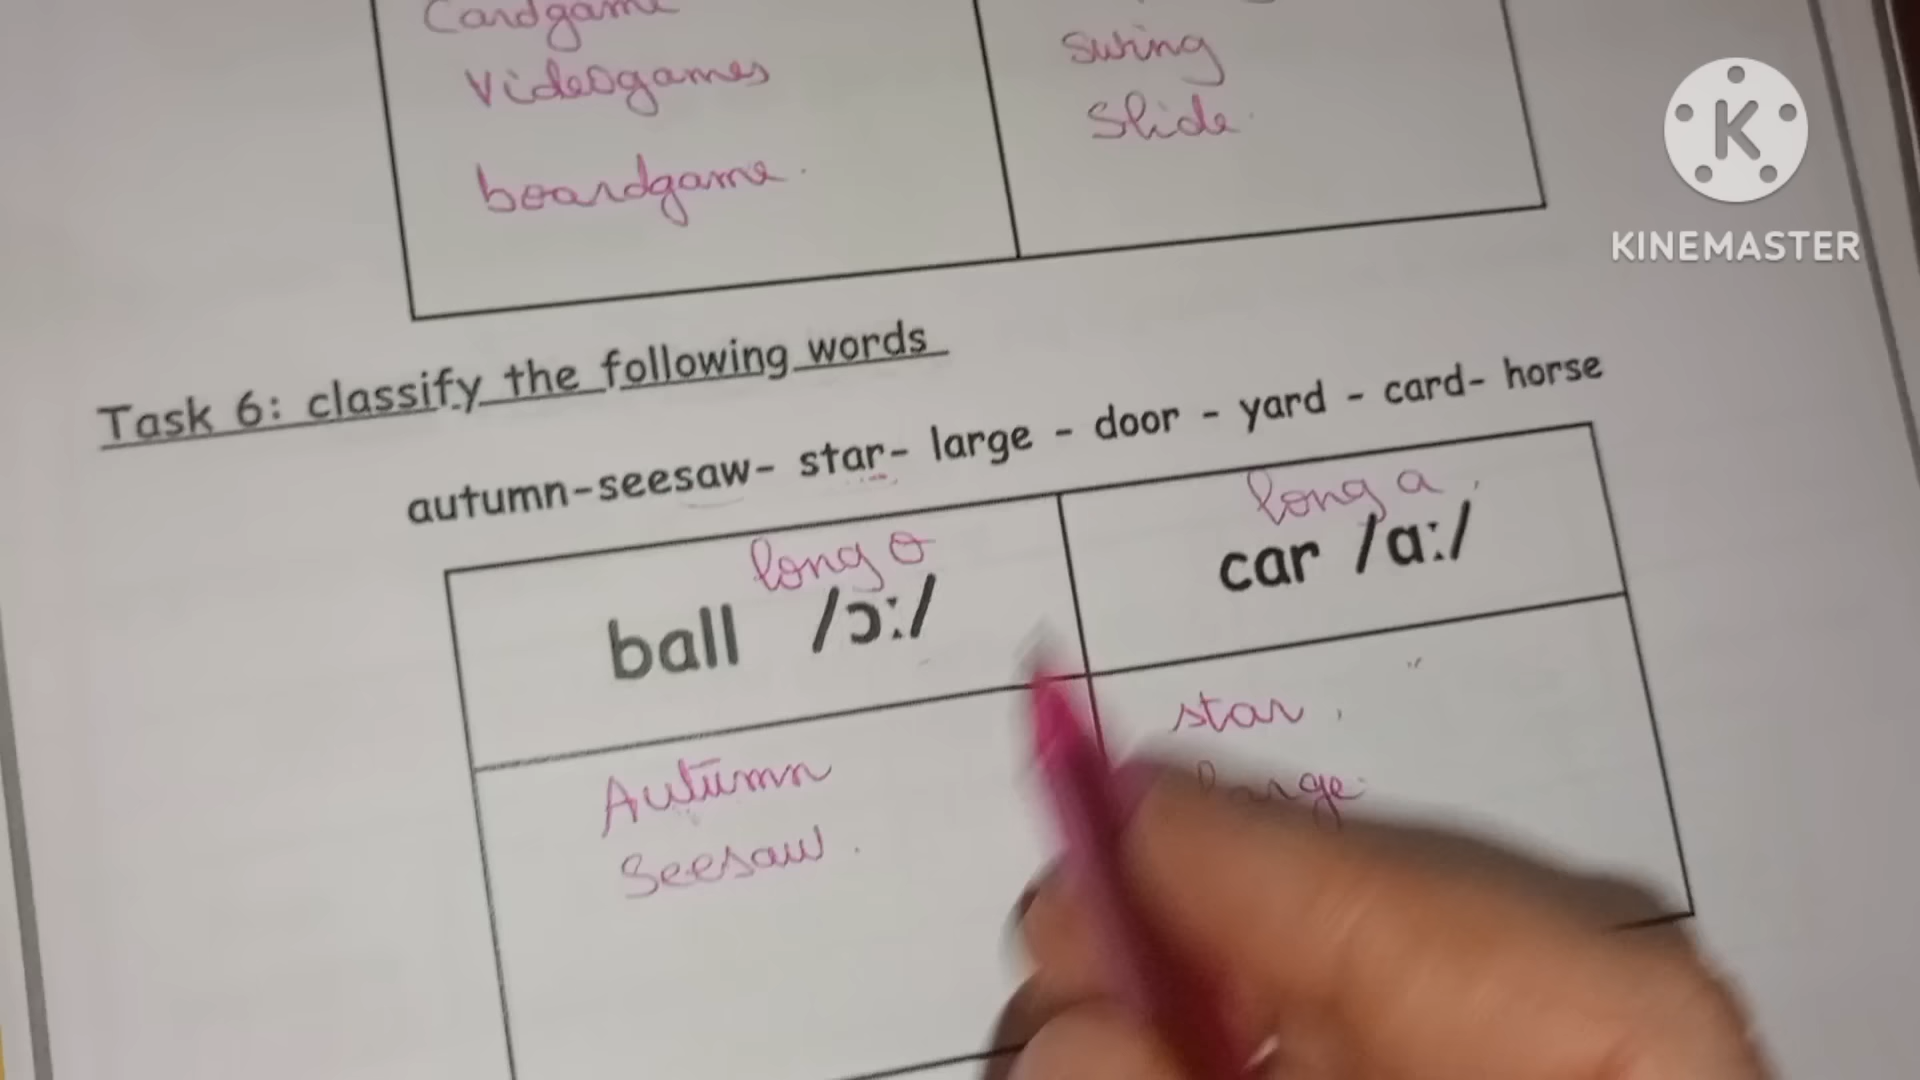 Cardgame
videogames
boardgame.
swing
Slide.
K
KINEMASTER
Task 6: classify the following words
autumn-seesaw- star- large - door - yard - card- horse
long o
ball /ɔː/
long a
car /ɑː/
Autumn
Seesaw.
star.
large.